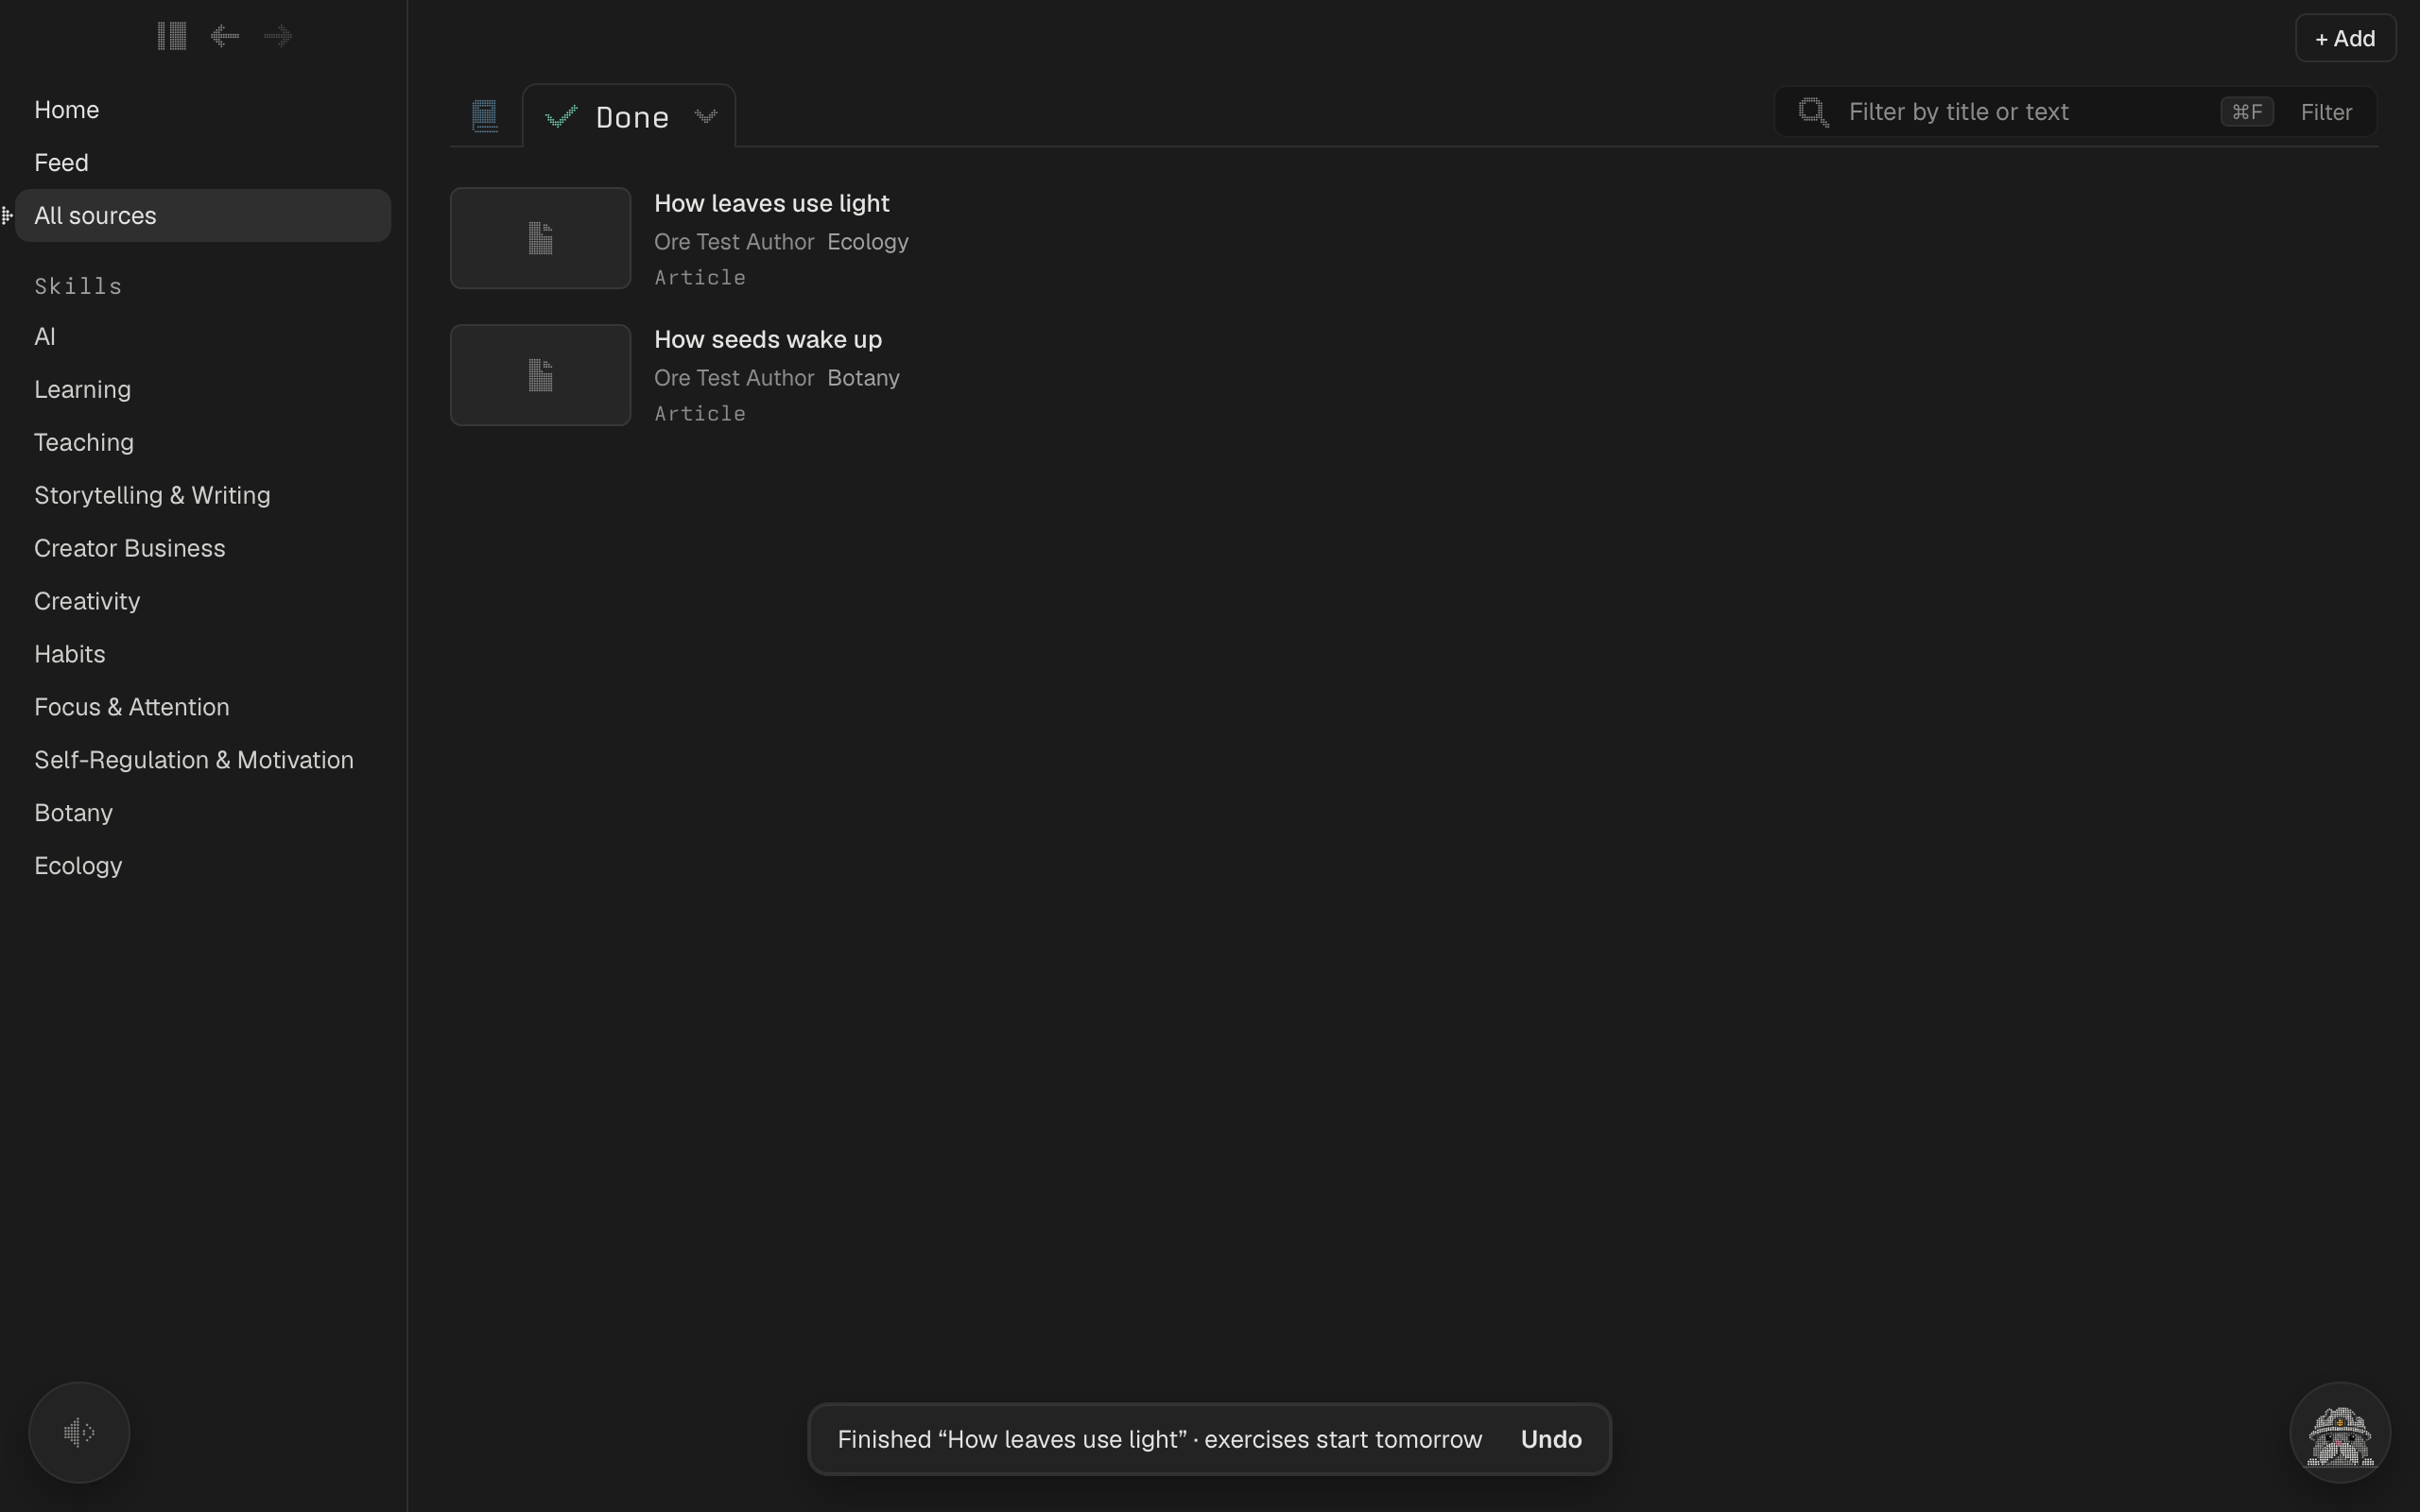 + Add
Home
Feed
All sources
Skills
AI
Learning
Teaching
Storytelling & Writing
Creator Business
Creativity
Habits
Focus & Attention
Self-Regulation & Motivation
Botany
Ecology
Done
Filter by title or text ⌘F Filter
How leaves use light
Ore Test Author Ecology
Article
How seeds wake up
Ore Test Author Botany
Article
Finished “How leaves use light” · exercises start tomorrow Undo